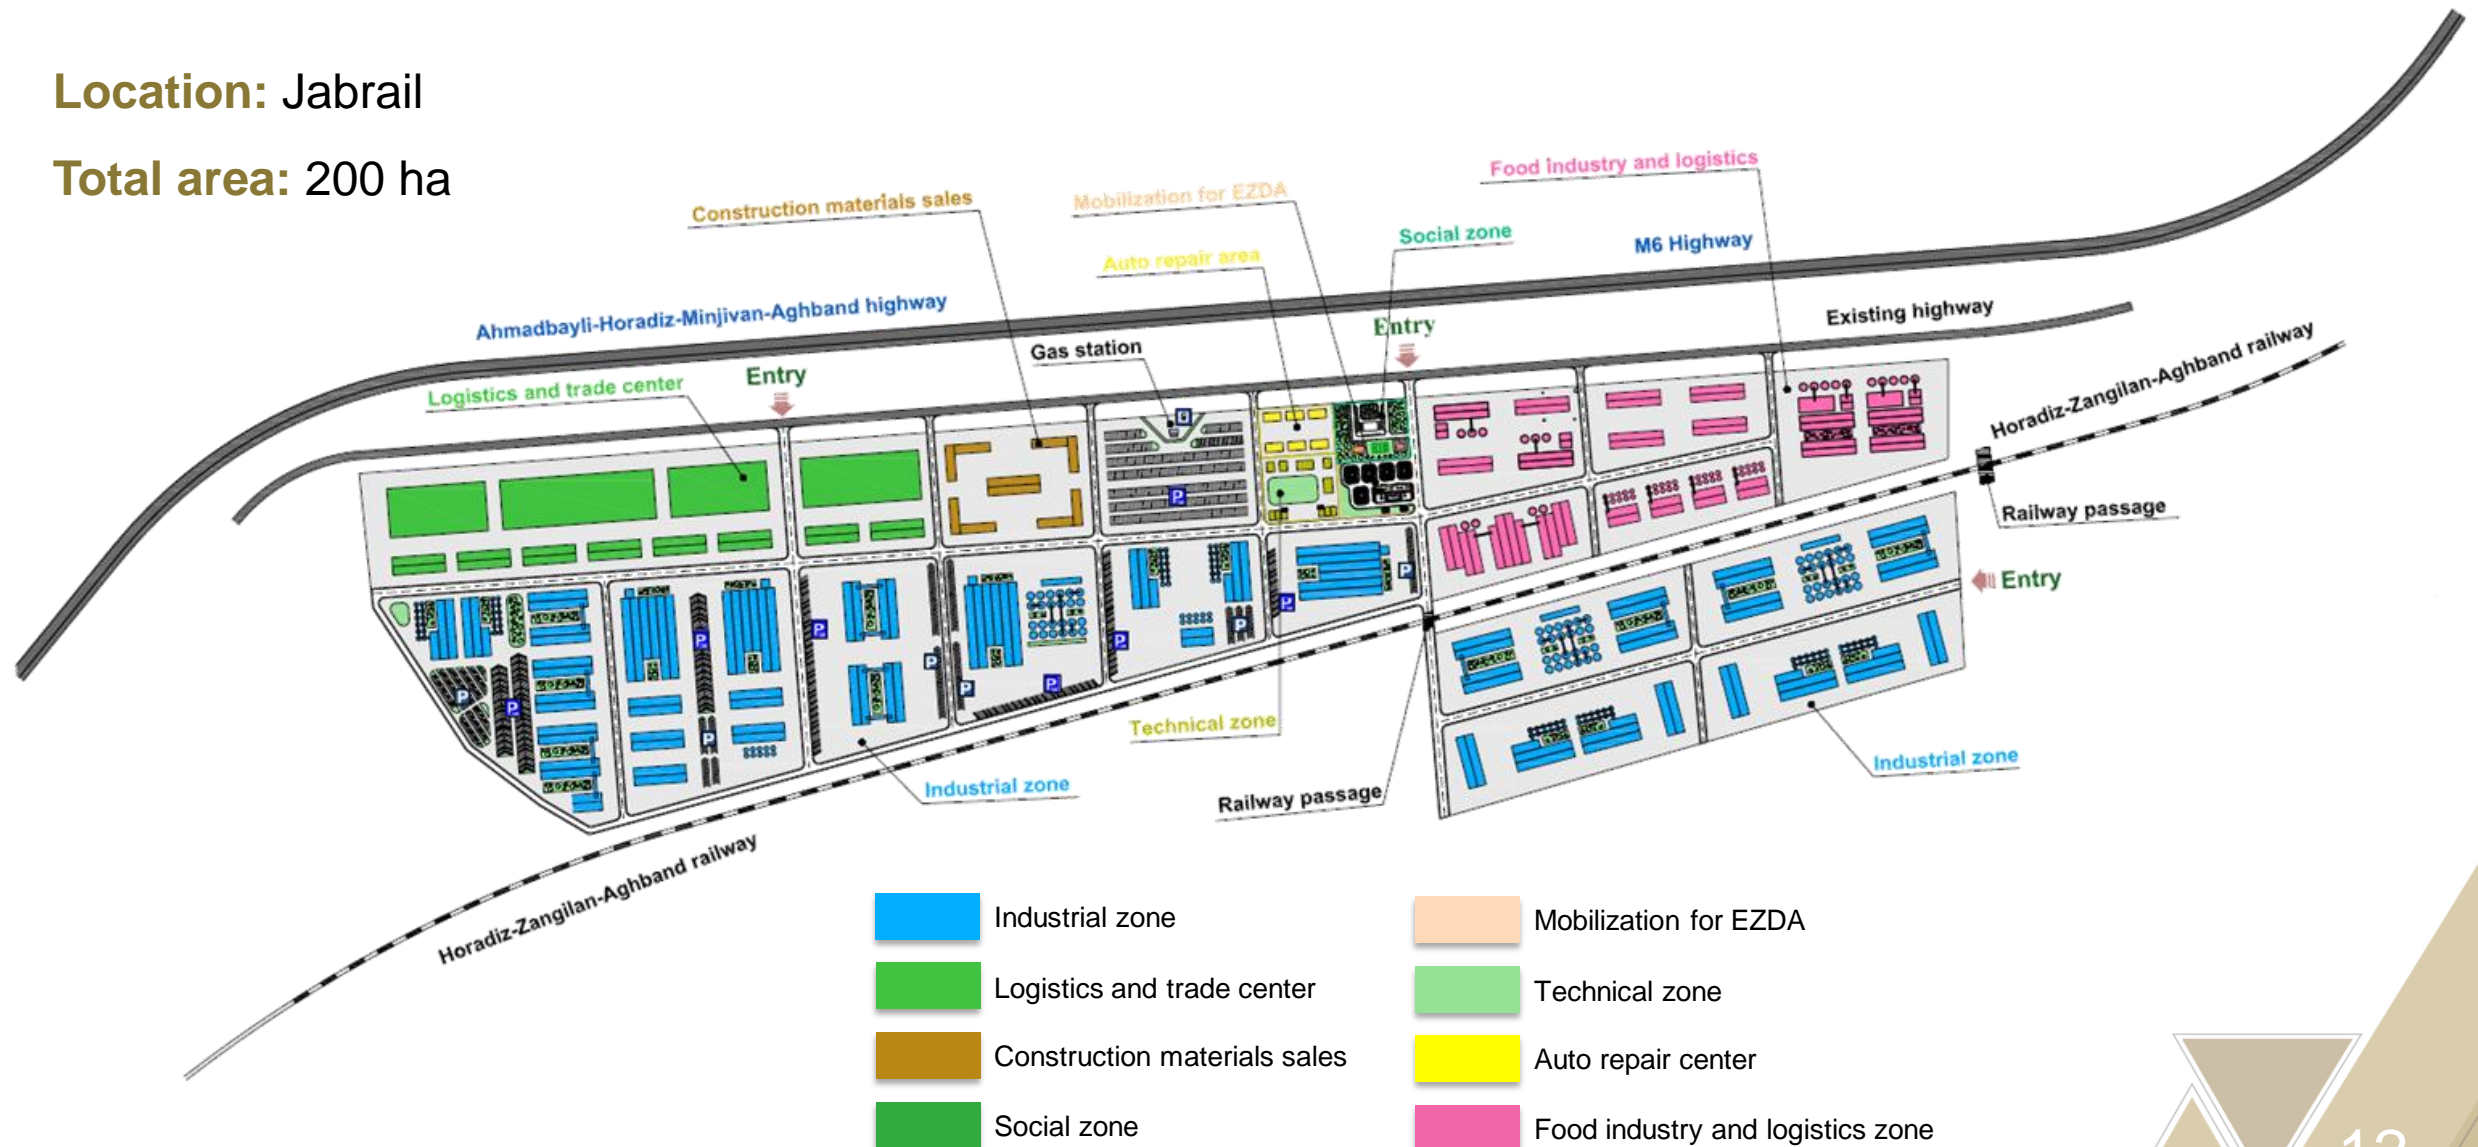 Location: Jabrail
Total area: 200 ha
Food industry and logistics
Construction materials sales
Mobilization for EZDA
Social zone
M6 Highway
Auto repair area
Ahmadbayli-Horadiz-Minjivan-Aghband highway
Existing highway
Entry
Gas station
Horadiz-Zangilan-Aghband railway
Logistics and trade center
Entry
P
Railway passage
Entry
P
P
P
P
P
P
P
P
P
P
P
P
P
Technical zone
Industrial zone
Industrial zone
Railway passage
Horadiz-Zangilan-Aghband railway
Industrial zone
Mobilization for EZDA
Logistics and trade center
Technical zone
Construction materials sales
Auto repair center
Social zone
Food industry and logistics zone